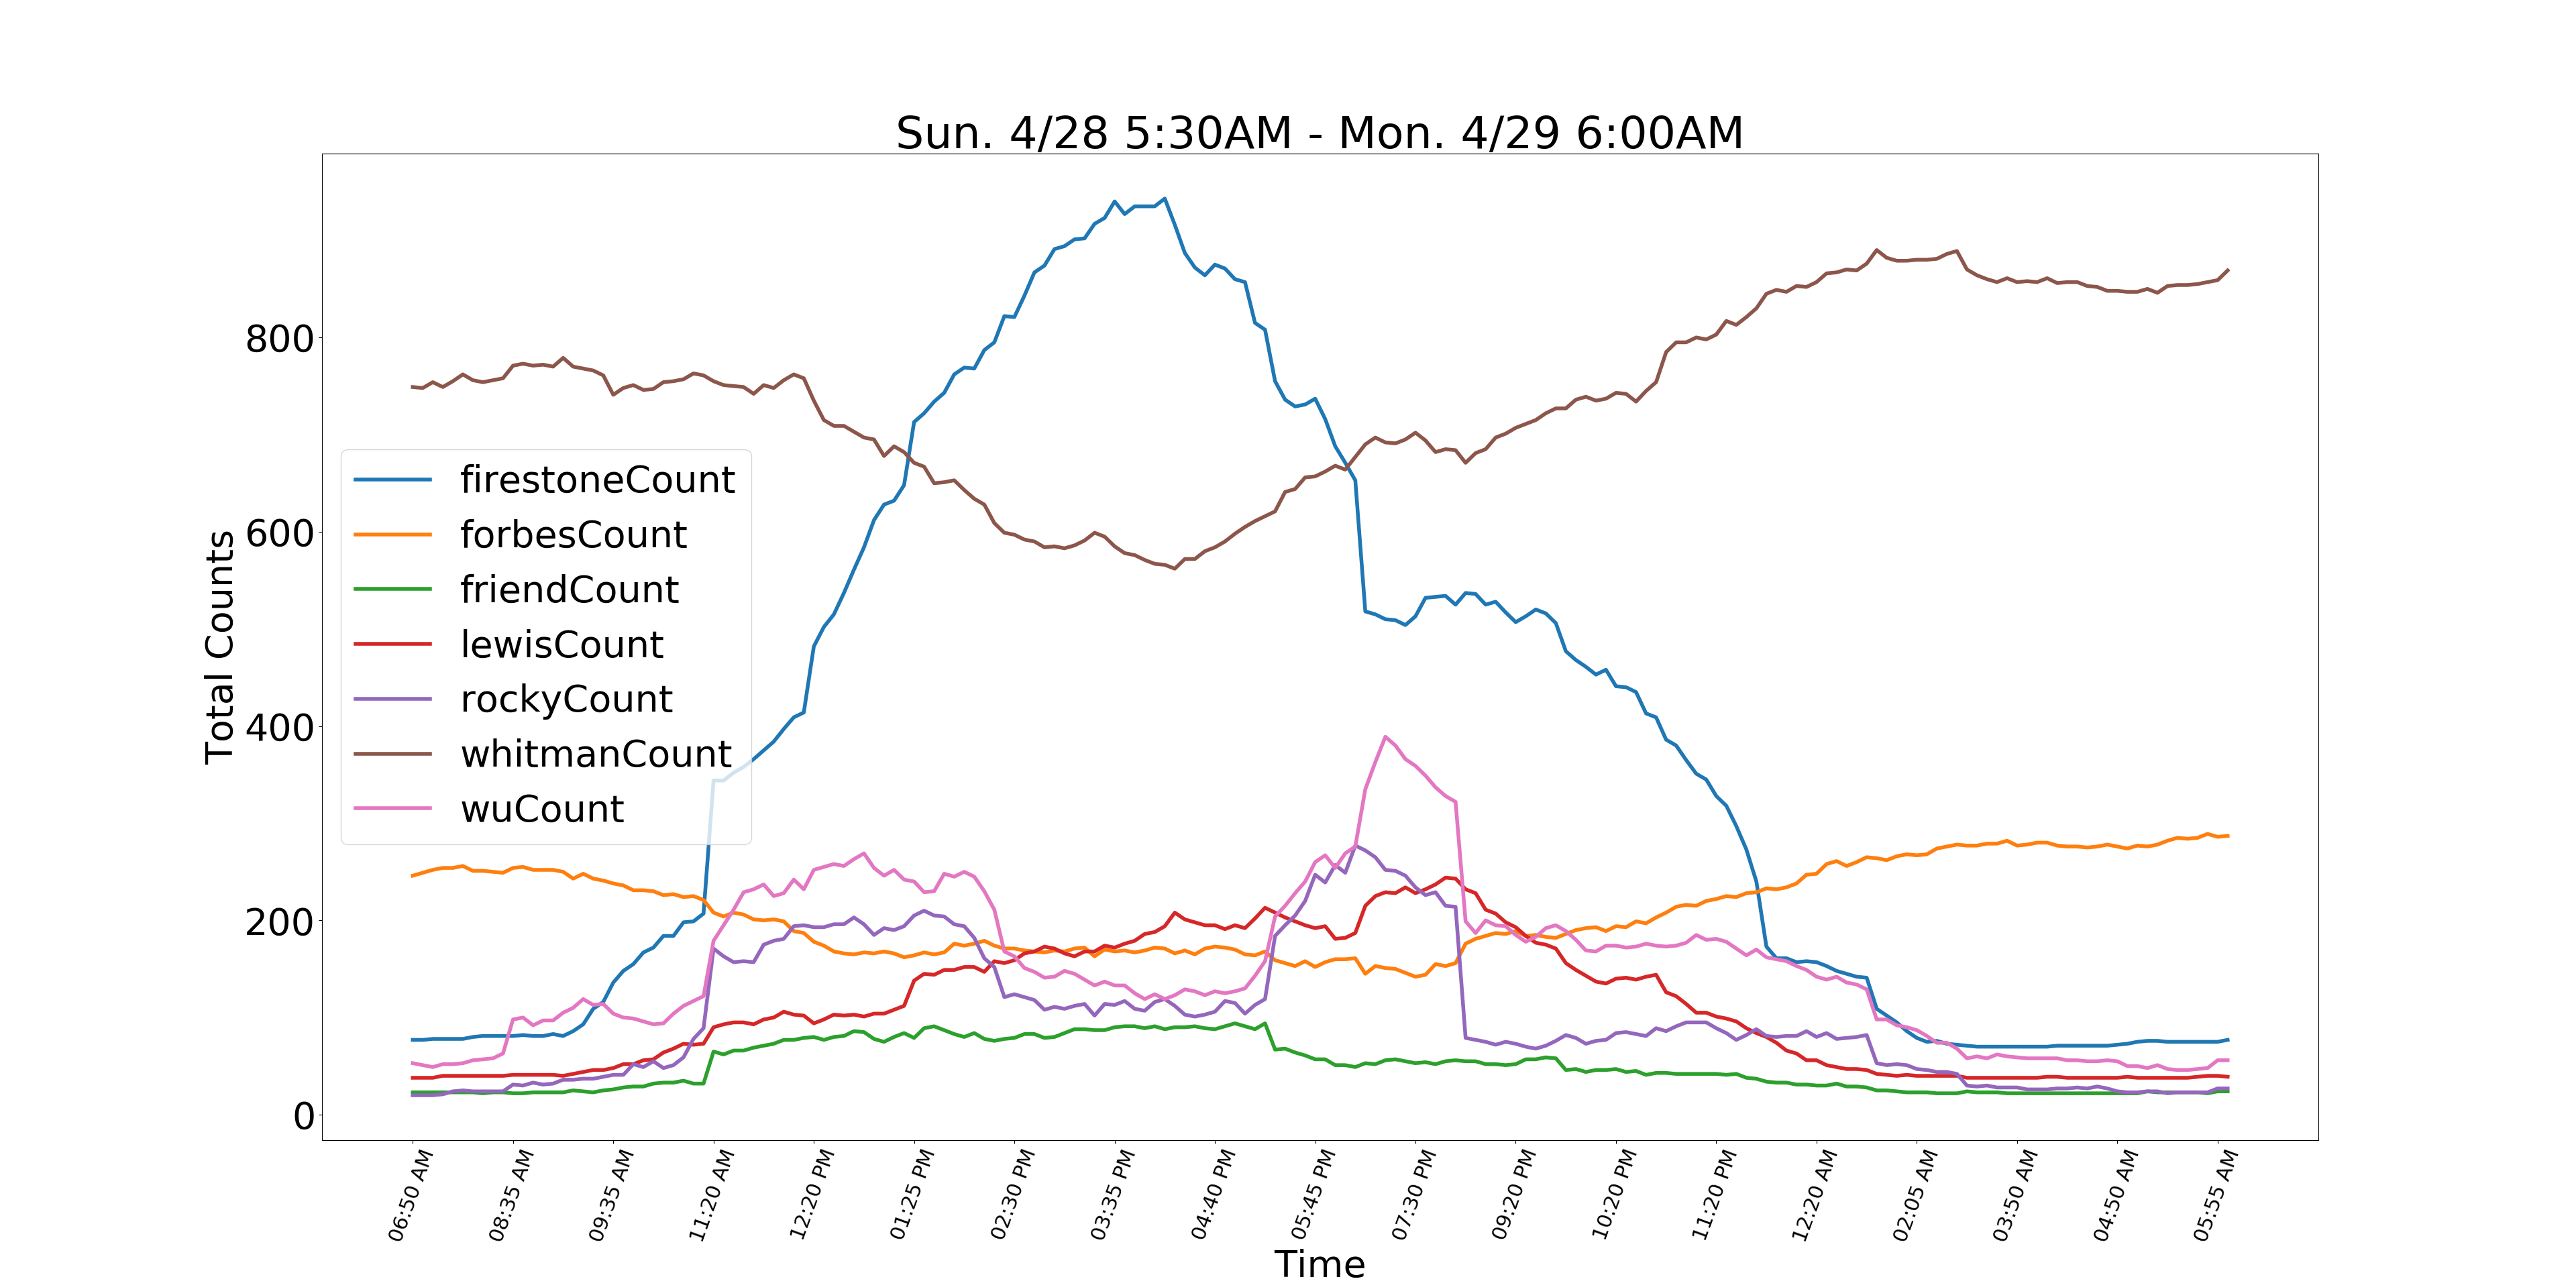 Sun. 4/28 5:30AM - Mon. 4/29 6:00AM
Total Counts
800
600
400
200
0
firestoneCount
forbesCount
friendCount
lewisCount
rockyCount
whitmanCount
wuCount
06:50 AM
08:35 AM
09:35 AM
11:20 AM
12:20 PM
01:25 PM
02:30 PM
03:35 PM
04:40 PM
05:45 PM
07:30 PM
09:20 PM
10:20 PM
11:20 PM
12:20 AM
02:05 AM
03:50 AM
04:50 AM
05:55 AM
Time